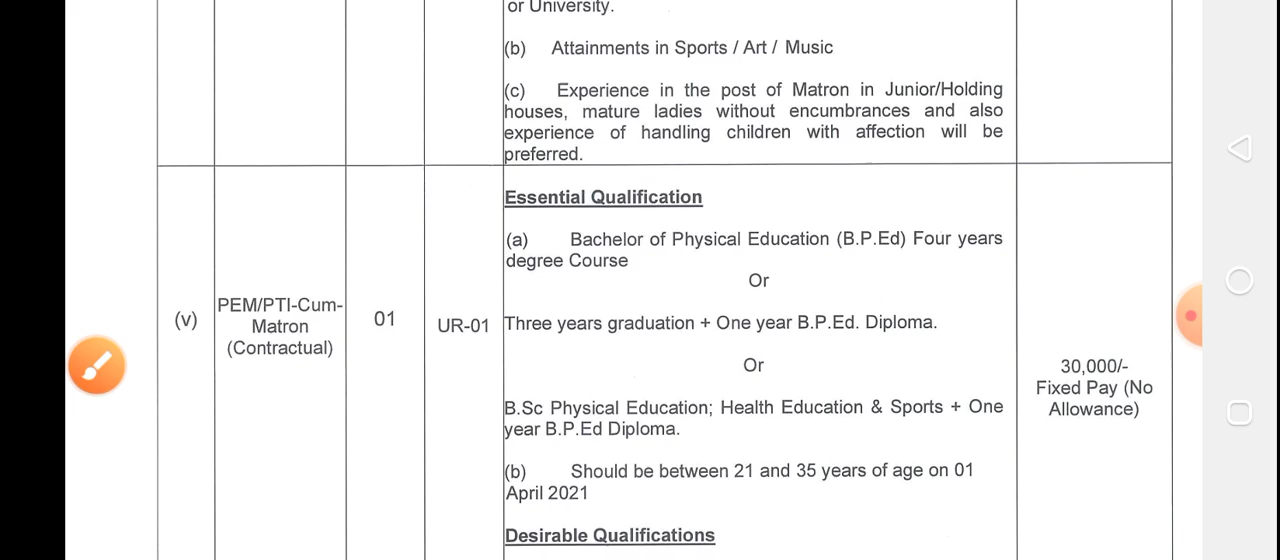 or University.
(b) Attainments in Sports / Art / Music
(c) Experience in the post of Matron in Junior/Holding
houses, mature ladies without encumbrances and also
experience of handling children with affection will be
preferred.
(v)
PEM/PTI-Cum-
Matron
(Contractual)
01
UR-01
Essential Qualification
(a) Bachelor of Physical Education (B.P.Ed) Four years
degree Course
Or
Three years graduation + One year B.P.Ed. Diploma.
Or
B.Sc Physical Education; Health Education & Sports + One
year B.P.Ed Diploma.
(b) Should be between 21 and 35 years of age on 01
April 2021
Desirable Qualifications
30,000/-
Fixed Pay (No
Allowance)